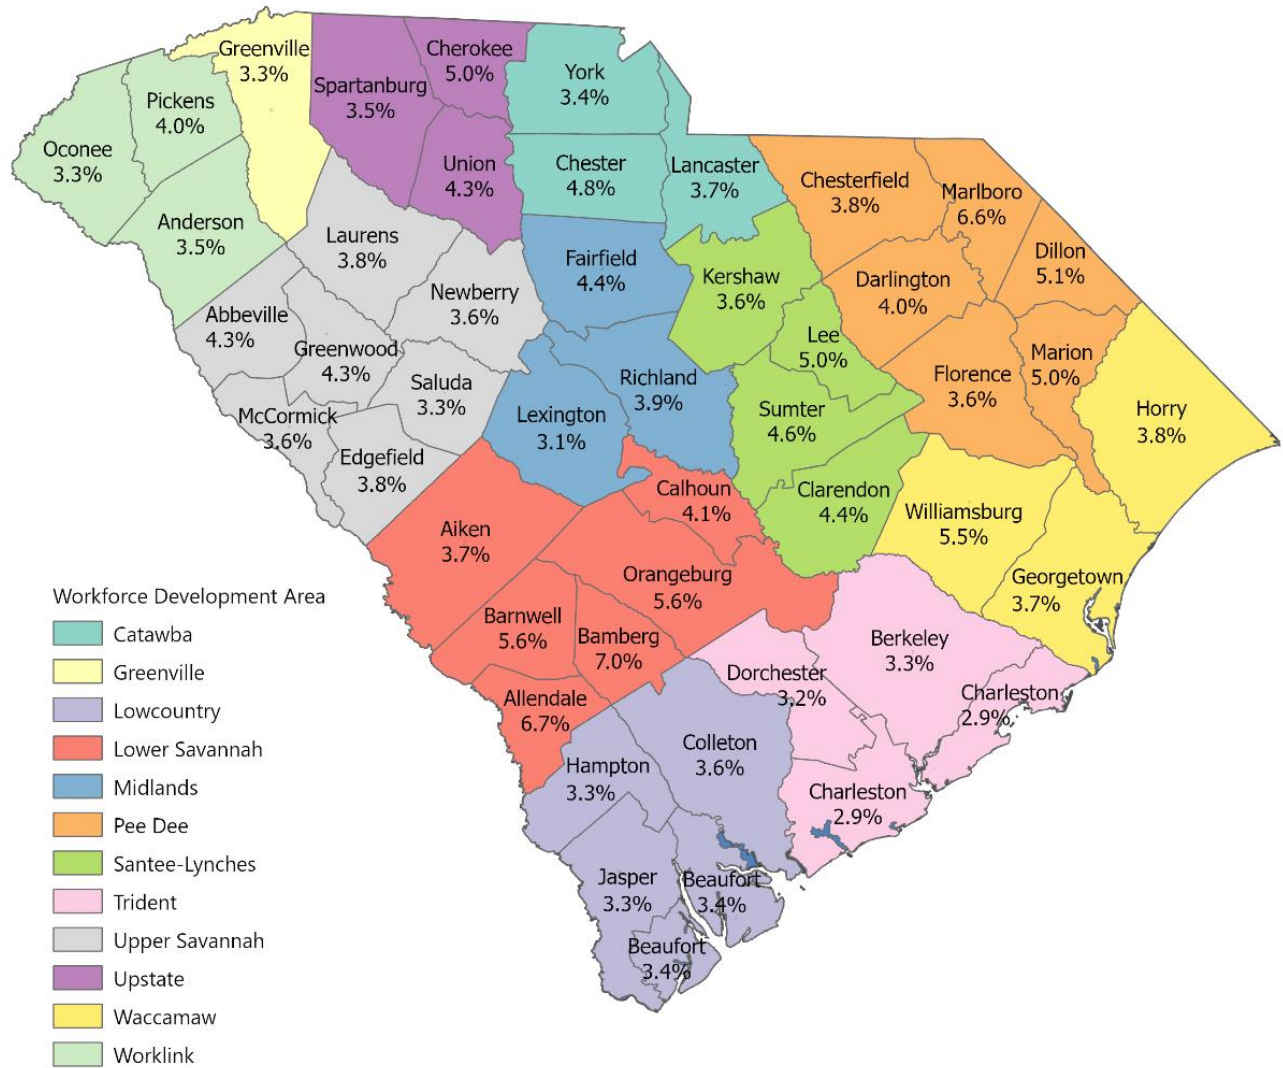 Greenville
3.3%
Cherokee
5.0%
Spartanburg
3.5%
York
3.4%
Pickens
4.0%
Oconee
3.3%
Union
4.3%
Chester
4.8%
Lancaster
3.7%
Chesterfield
3.8%
Marlboro
6.6%
Anderson
3.5%
Laurens
3.8%
Fairfield
4.4%
Kershaw
3.6%
Darlington
4.0%
Dillon
5.1%
Newberry
3.6%
Abbeville
4.3%
Greenwood
4.3%
Saluda
3.3%
Lee
5.0%
Marion
5.0%
Florence
3.6%
Richland
3.9%
Lexington
3.1%
Sumter
4.6%
Horry
3.8%
McCormick
3.6%
Edgefield
3.8%
Calhoun
4.1%
Clarendon
4.4%
Williamsburg
5.5%
Aiken
3.7%
Orangeburg
5.6%
Georgetown
3.7%
Barnwell
5.6%
Bamberg
7.0%
Berkeley
3.3%
Dorchester
3.2%
Charleston
2.9%
Allendale
6.7%
Colleton
3.6%
Hampton
3.3%
Charleston
2.9%
Jasper
3.3%
Beaufort
3.4%
Beaufort
3.4%
Workforce Development Area
Catawba
Greenville
Lowcountry
Lower Savannah
Midlands
Pee Dee
Santee-Lynches
Trident
Upper Savannah
Upstate
Waccamaw
Worklink